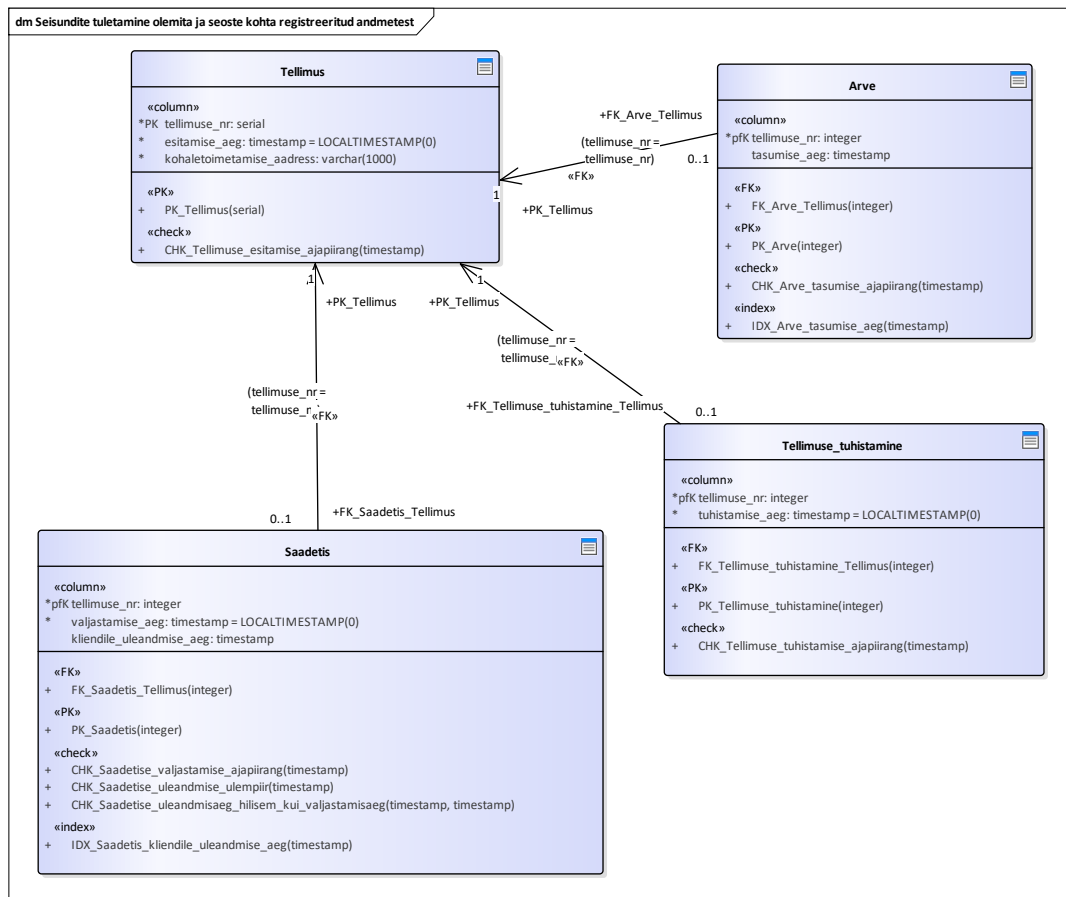 dm Seisundite tuletamine olemita ja seoste kohta registreeritud andmetest
Tellimus
«column»
*PK tellimuse_nr: serial
* esitamise_aeg: timestamp = LOCALTIMESTAMP(0)
* kohaletoimetamise_aadress: varchar(1000)
«PK»
+ PK_Tellimus(serial)
«check»
+ CHK_Tellimuse_esitamise_ajapiirang(timestamp)
Arve
«column»
*pfK tellimuse_nr: integer
tasumise_aeg: timestamp
«FK»
+ FK_Arve_Tellimus(integer)
«PK»
+ PK_Arve(integer)
«check»
+ CHK_Arve_tasumise_ajapiirang(timestamp)
«index»
+ IDX_Arve_tasumise_aeg(timestamp)
+FK_Arve_Tellimus
(tellimuse_nr =
tellimuse_nr)
0..1
«FK»
1
+PK_Tellimus
1
+PK_Tellimus
1
+PK_Tellimus
(tellimuse_nr =
tellimuse_
«FK»
+FK_Tellimuse_tuhistamine_Tellimus
0..1
(tellimuse_nr =
tellimuse_n
«FK»
+FK_Saadetis_Tellimus
0..1
Tellimuse_tuhistamine
«column»
*pfK tellimuse_nr: integer
* tuhistamise_aeg: timestamp = LOCALTIMESTAMP(0)
«FK»
+ FK_Tellimuse_tuhistamine_Tellimus(integer)
«PK»
+ PK_Tellimuse_tuhistamine(integer)
«check»
+ CHK_Tellimuse_tuhistamise_ajapiirang(timestamp)
Saadetis
«column»
*pfK tellimuse_nr: integer
* valjastamise_aeg: timestamp = LOCALTIMESTAMP(0)
kliendile_uleandmise_aeg: timestamp
«FK»
+ FK_Saadetis_Tellimus(integer)
«PK»
+ PK_Saadetis(integer)
«check»
+ CHK_Saadetise_valjastamise_ajapiirang(timestamp)
+ CHK_Saadetise_uleandmise_ulempiir(timestamp)
+ CHK_Saadetise_uleandmisaeg_hilisem_kui_valjastamisaeg(timestamp, timestamp)
«index»
+ IDX_Saadetis_kliendile_uleandmise_aeg(timestamp)